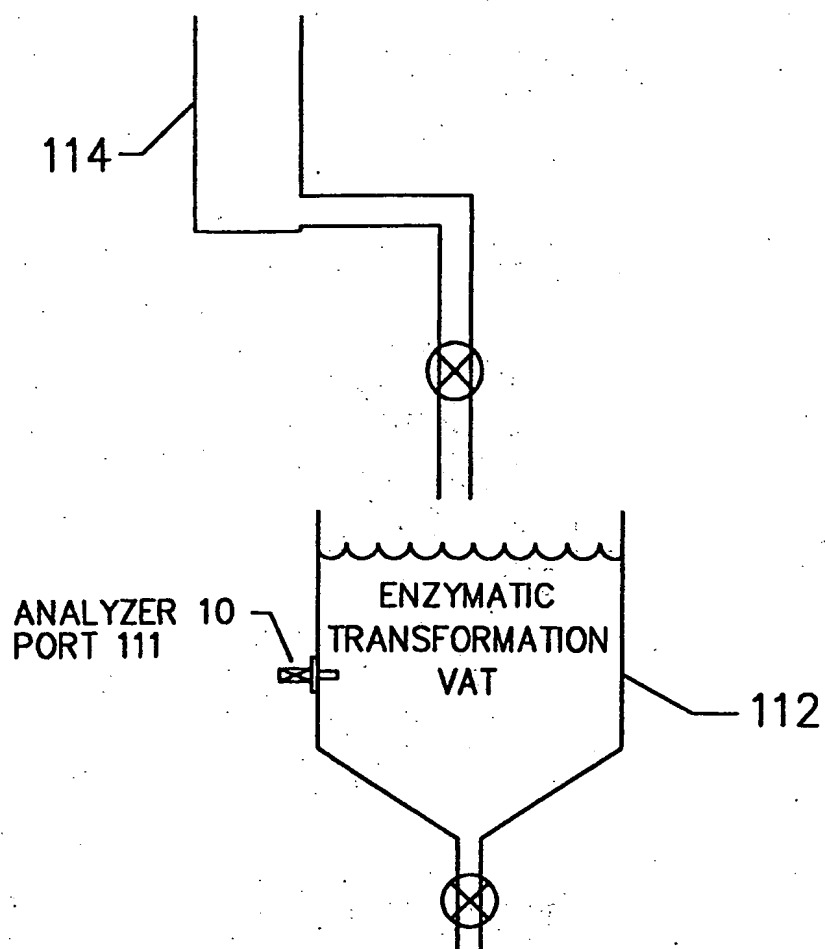 114
ENZYMATIC
TRANSFORMATION
VAT
ANALYZER 10
PORT 111
112